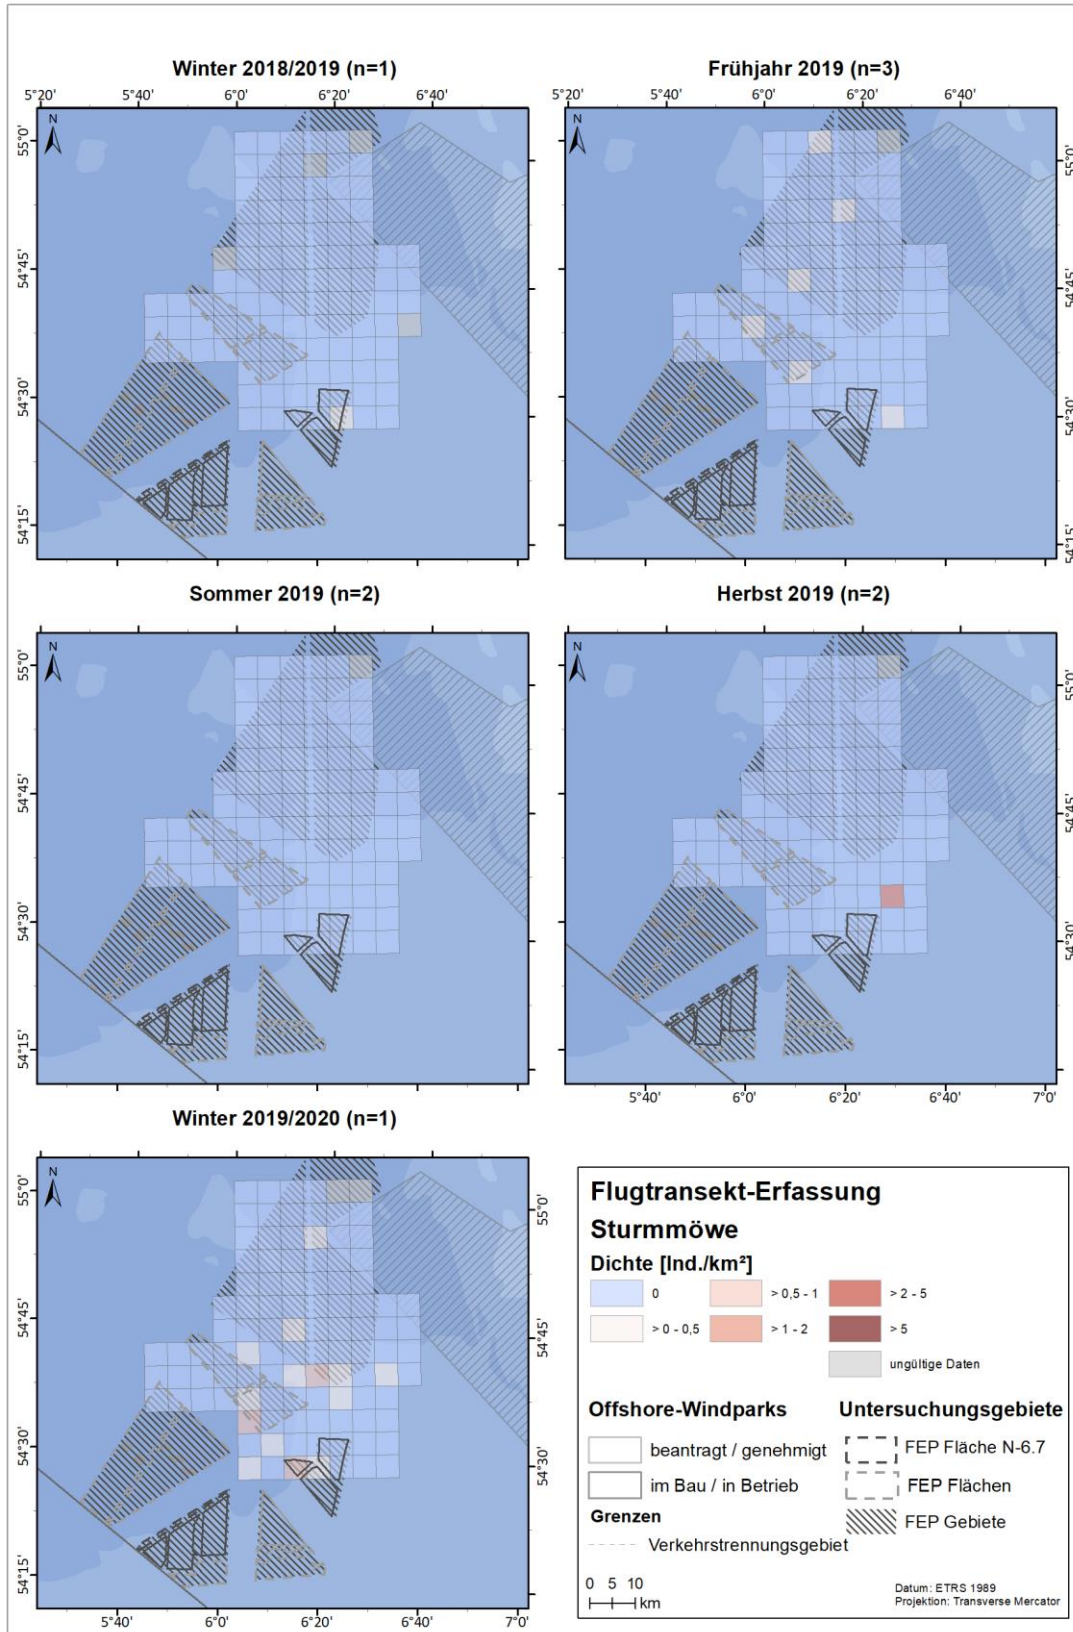 Winter 2018/2019 (n=1)
Frühjahr 2019 (n=3)
5°20' 5°40' 6°0' 6°20' 6°40'
5°20' 5°40' 6°0' 6°20' 6°40'
N
N
55°0'
55°0'
54°45'
54°45'
54°30'
54°30'
54°15'
54°15'
Sommer 2019 (n=2)
Herbst 2019 (n=2)
N
N
55°0'
55°0'
54°45'
54°45'
54°30'
54°30'
54°15'
54°15'
5°40' 6°0' 6°20' 6°40' 7°0'
Winter 2019/2020 (n=1)
N
55°0'
55°0'
54°45'
54°45'
54°30'
54°30'
54°15'
5°40' 6°0' 6°20' 6°40' 7°0'
Flugtransekt-Erfassung
Sturmmöwe
Dichte [Ind./km²]
0
> 0,5 - 1
> 2 - 5
> 0 - 0,5
> 1 - 2
> 5
ungültige Daten
Offshore-Windparks
beantragt / genehmigt
im Bau / in Betrieb
Grenzen
Verkehrstrennungsgebiet
Untersuchungsgebiete
FEP Fläche N-6.7
FEP Flächen
FEP Gebiete
0 5 10
km
Datum: ETRS 1989
Projektion: Transverse Mercator